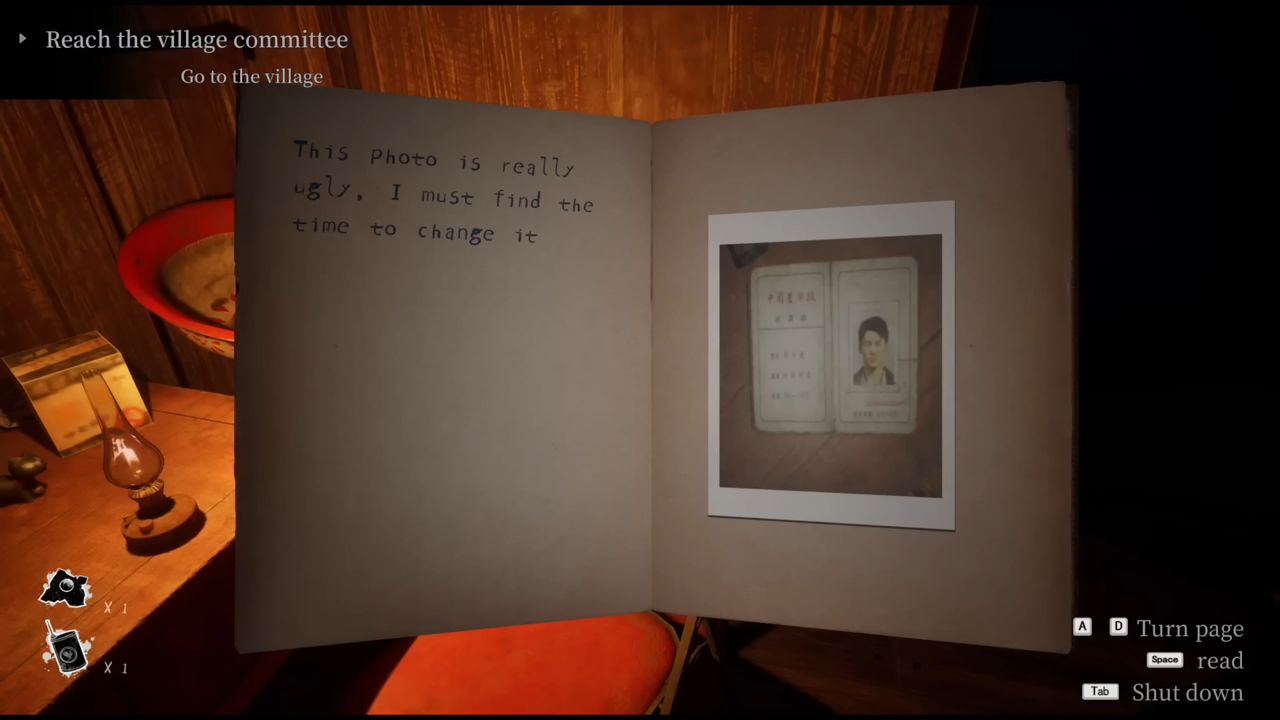 Reach the village committee
Go to the village
This Photo is really
ugly, I must find the
time to change it
X 1
X 1
A D Turn page
Space read
Tab Shut down